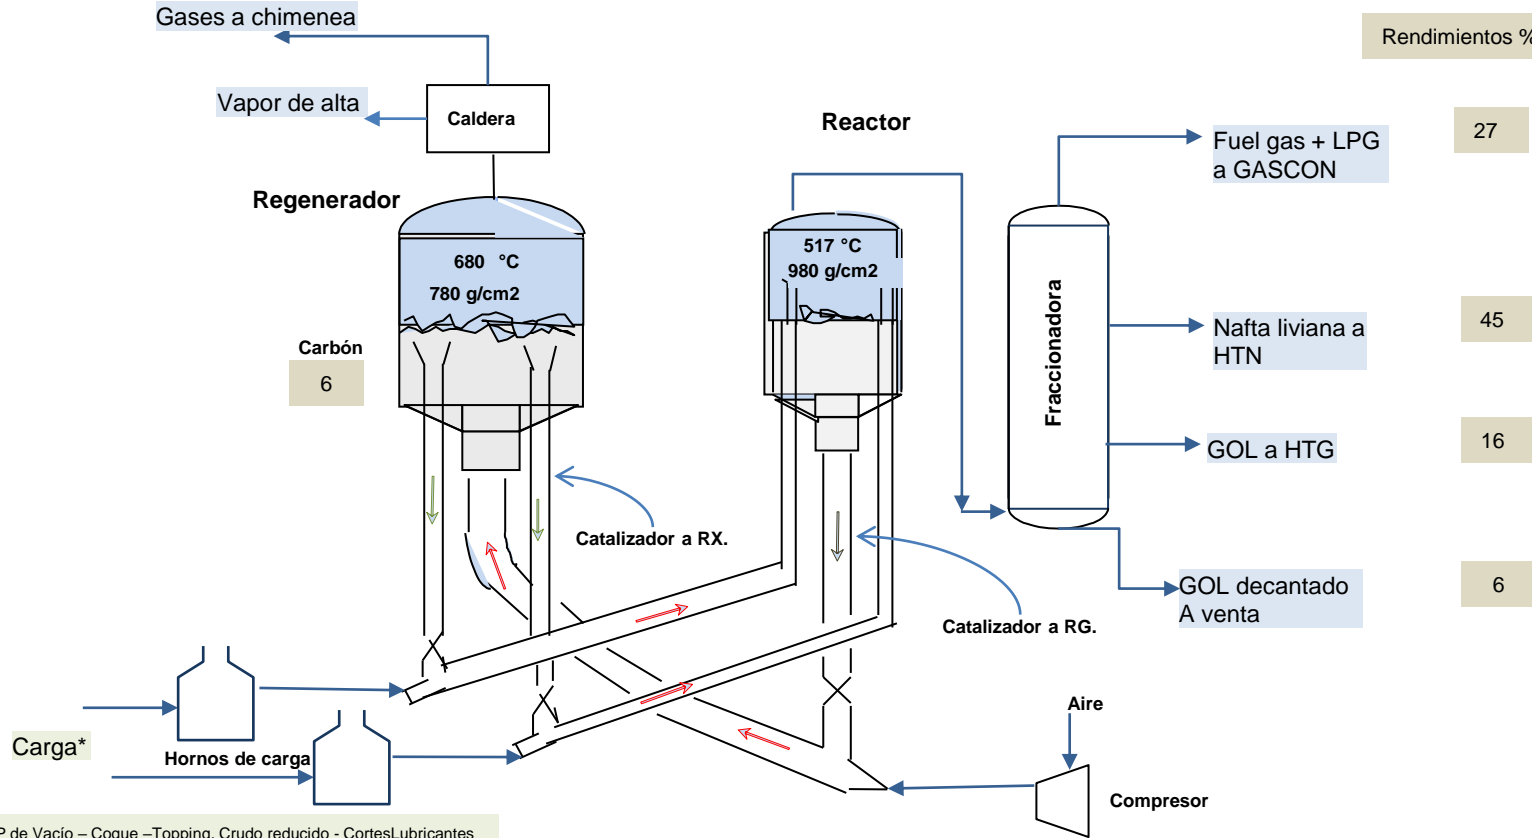 Gases a chimenea
Rendimientos %
Vapor de alta
Caldera
Reactor
Fuel gas + LPG
a GASCON
27
Regenerador
680 °C
780 g/cm2
517 °C
980 g/cm2
Fraccionadora
Nafta liviana a
HTN
45
Carbón
6
GOL a HTG
16
Catalizador a RX.
GOL decantado
A venta
6
Catalizador a RG.
Aire
Carga*
Hornos de carga
Compresor
P de Vacío – Coque –Topping. Crudo reducido - CortesLubricantes